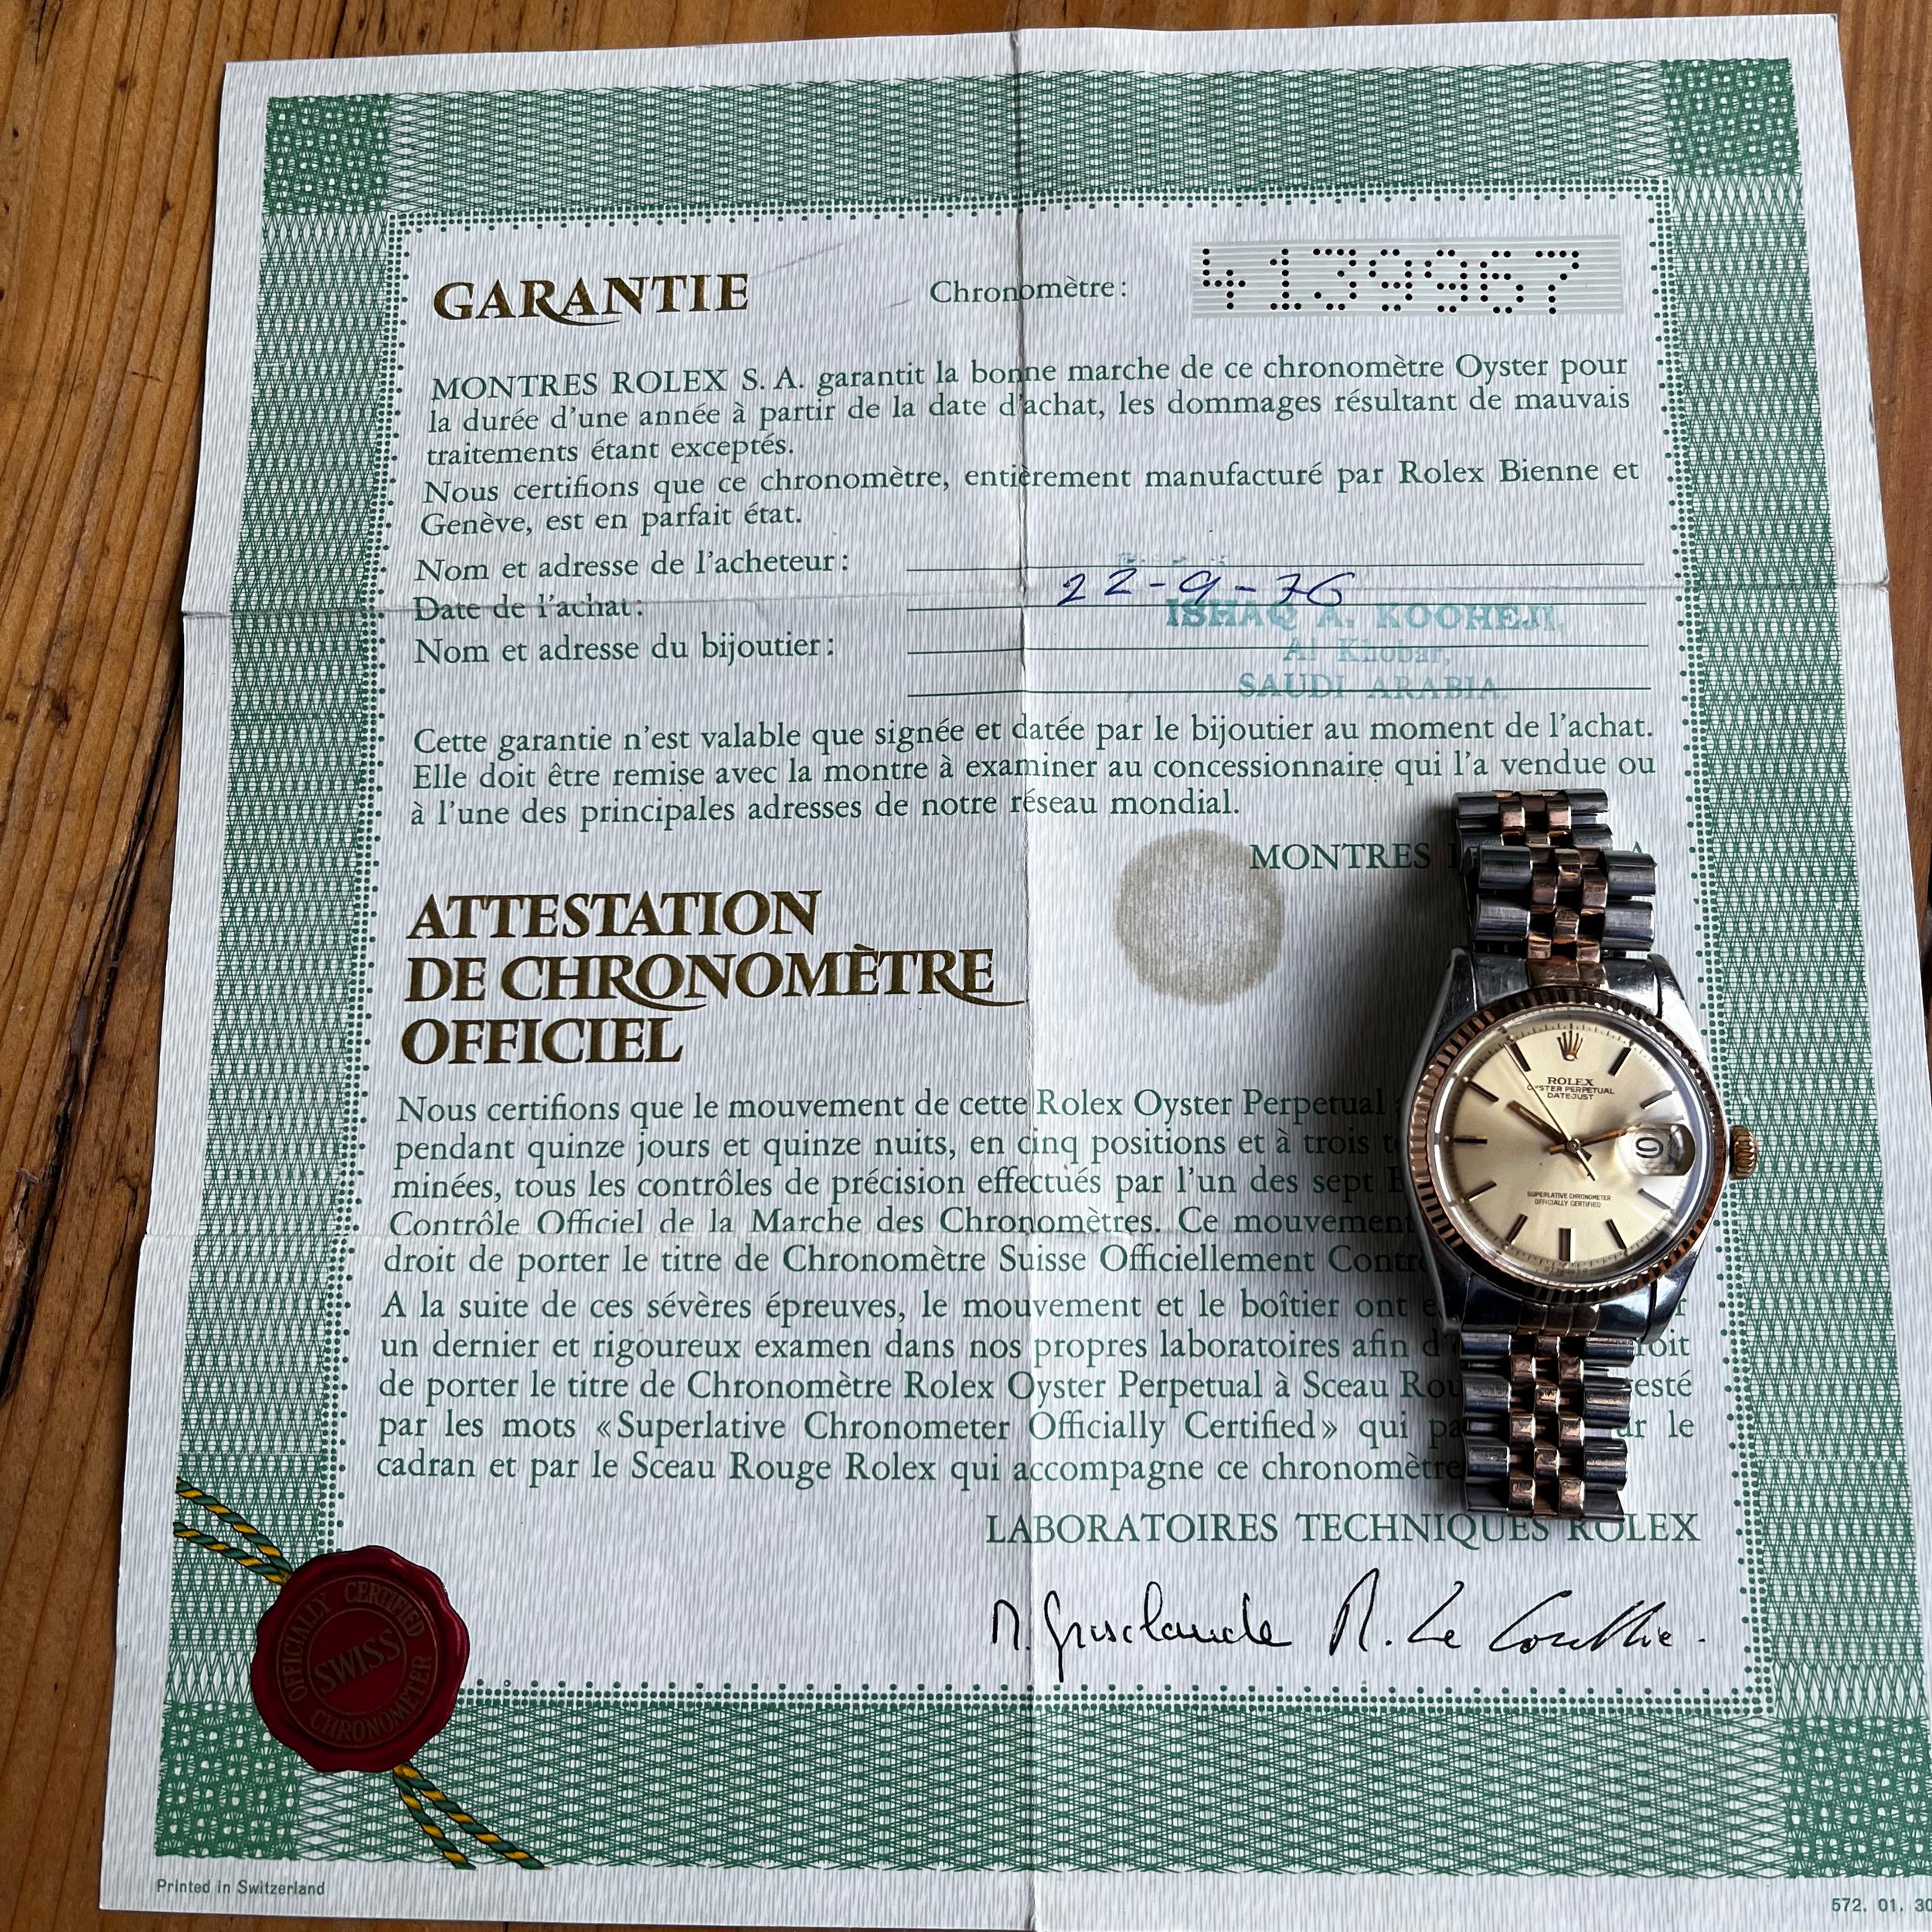 GARANTIE
Chronomètre: 4139967
MONTRES ROLEX S. A. garantit la bonne marche de ce chronomètre Oyster pour
la durée d'une année à partir de la date d'achat, les dommages résultant de mauvais
traitements étant exceptés.
Nous certifions que ce chronomètre, entièrement manufacturé par Rolex Bienne et
Genève, est en parfait état.
Nom et adresse de l'acheteur:
Date de l'achat: 22-9-76
Nom et adresse du bijoutier:
ISHAQ A. KOOHEJI.
Al Khobar,
SAUDI ARABIA
Cette garantie n'est valable que signée et datée par le bijoutier au moment de l'achat.
Elle doit être remise avec la montre à examiner au concessionnaire qui l'a vendue ou
à l'une des principales adresses de notre réseau mondial.
MONTRES
ATTESTATION
DE CHRONOMÈTRE
OFFICIEL
Nous certifions que le mouvement de cette Rolex Oyster Perpetual
pendant quinze jours et quinze nuits, en cinq positions et à trois
minées, tous les contrôles de précision effectués par l'un des sept
Contrôle Officiel de la Marche des Chronomètres. Ce mouvement
droit de porter le titre de Chronomètre Suisse Officiellement
A la suite de ces sévères épreuves, le mouvement et le boîtier ont
un dernier et rigoureux examen dans nos propres laboratoires afin
de porter le titre de Chronomètre Rolex Oyster Perpetual à Sceau
par les mots «Superlative Chronometer Officially Certified» qui le
cadran et par le Sceau Rouge Rolex qui accompagne ce chronomètre
LABORATOIRES TECHNIQUES ROLEX
R. Le Coultre.
OFFICIALLY CERTIFIED
SWISS
CHRONOMETER
Printed in Switzerland
572. 01. 30
ROLEX
OYSTER PERPETUAL
DATEJUST
SUPERLATIVE CHRONOMETER
OFFICIALLY CERTIFIED